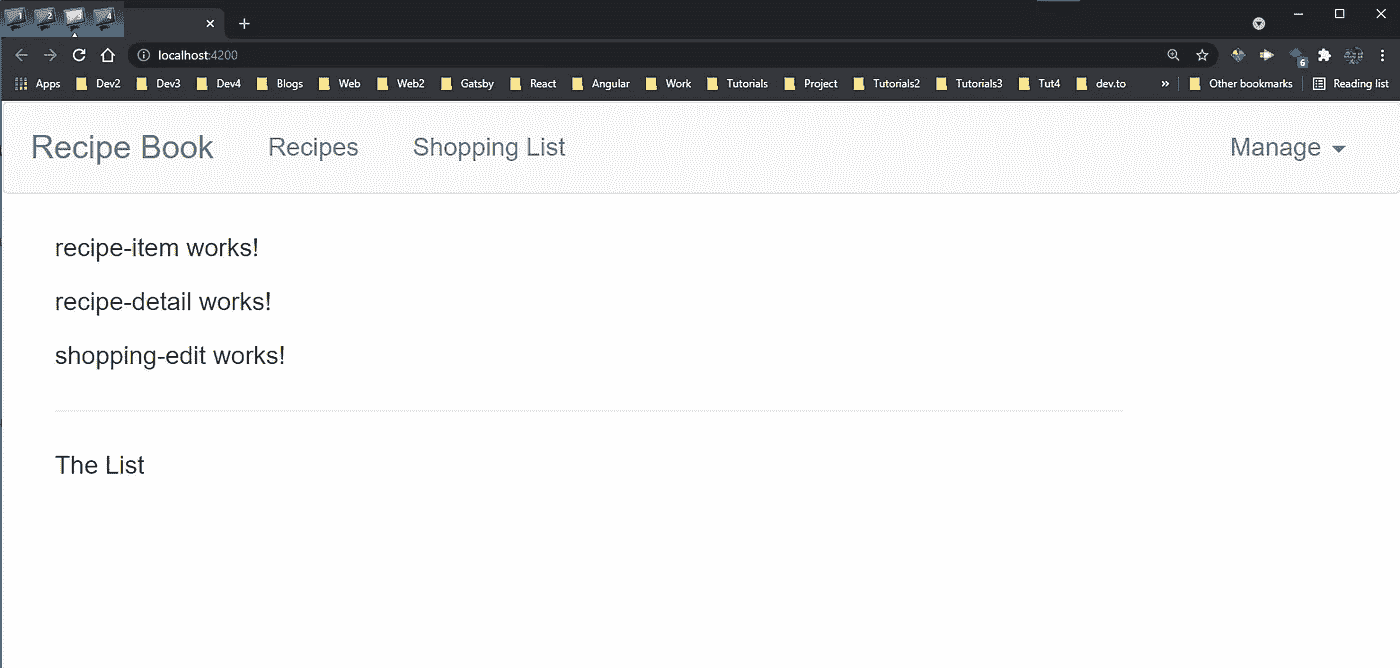 1 2 3 4
localhost:4200
6
Apps Dev2 Dev3 Dev4 Blogs Web Web2 Gatsby React Angular Work Tutorials Project Tutorials2 Tutorials3 Tut4 dev.to » Other bookmarks Reading list
Recipe Book Recipes Shopping List Manage
recipe-item works!
recipe-detail works!
shopping-edit works!
The List